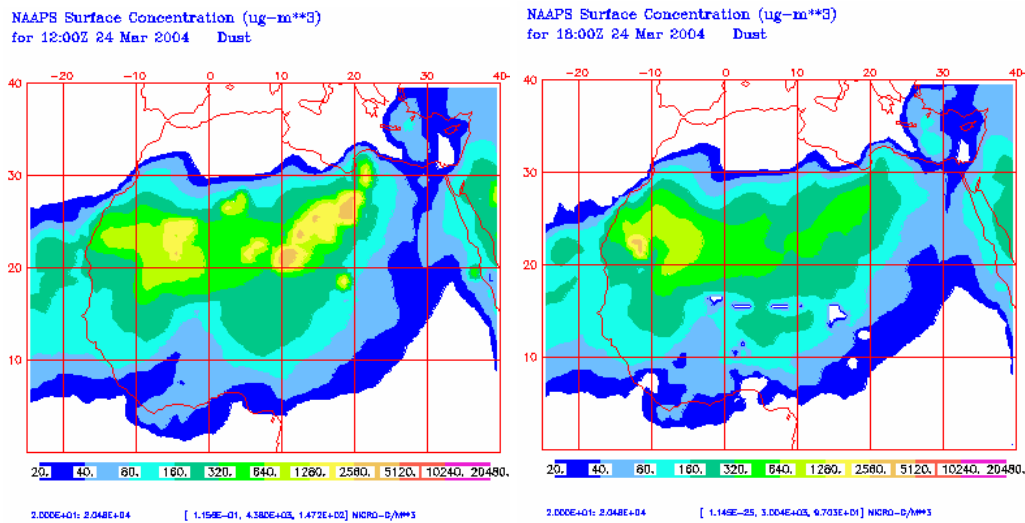 NAAPS Surface Concentration (ug-m**3)
for 12:00Z 24 Mar 2004 Dust
-20 -10 0 10 20 30 40
40
30
20
10
20. 40. 80. 160. 320. 640. 1280. 2560. 5120. 10240. 20480.
2.000E+01: 2.048E+04 [ 1.156E-01, 4.380E+03, 1.472E+02] MICRO-G/M**3
NAAPS Surface Concentration (ug-m**3)
for 18:00Z 24 Mar 2004 Dust
-20 -10 0 10 20 30 40
40
30
20
10
20. 40. 80. 160. 320. 640. 1280. 2560. 5120. 10240. 20480.
2.000E+01: 2.048E+04 [ 1.145E-25, 3.004E+03, 9.703E+01] MICRO-G/M**3